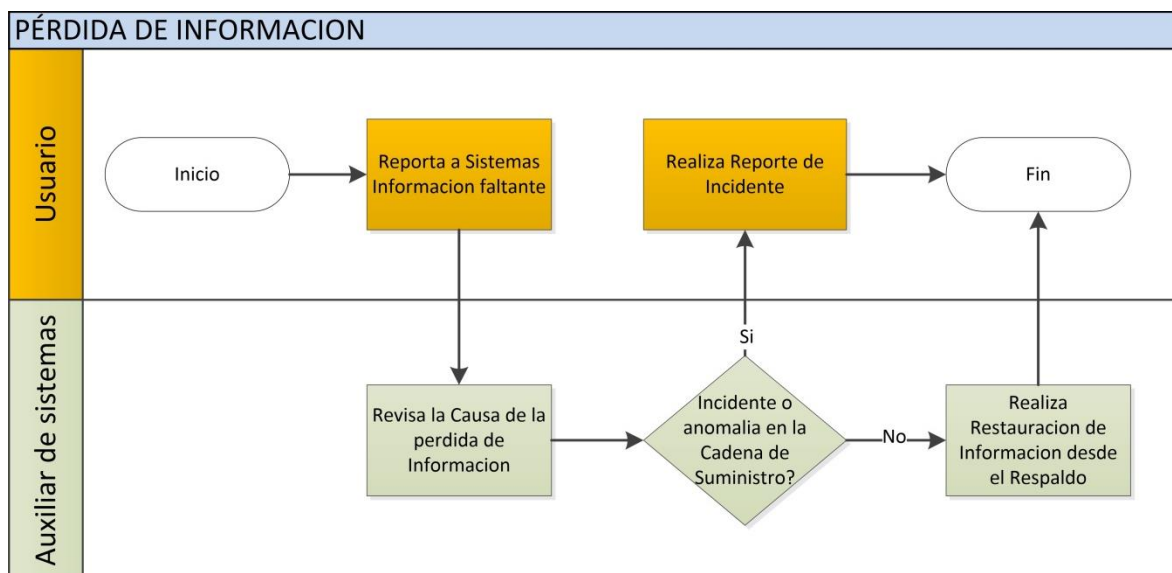 PÉRDIDA DE INFORMACION
Usuario
Inicio
Reporta a Sistemas
Informacion faltante
Realiza Reporte de
Incidente
Fin
Auxiliar de sistemas
Revisa la Causa de la
perdida de
Informacion
Si
Incidente o
anomalia en la
Cadena de
Suministro?
No
Realiza
Restauracion de
Informacion desde
el Respaldo